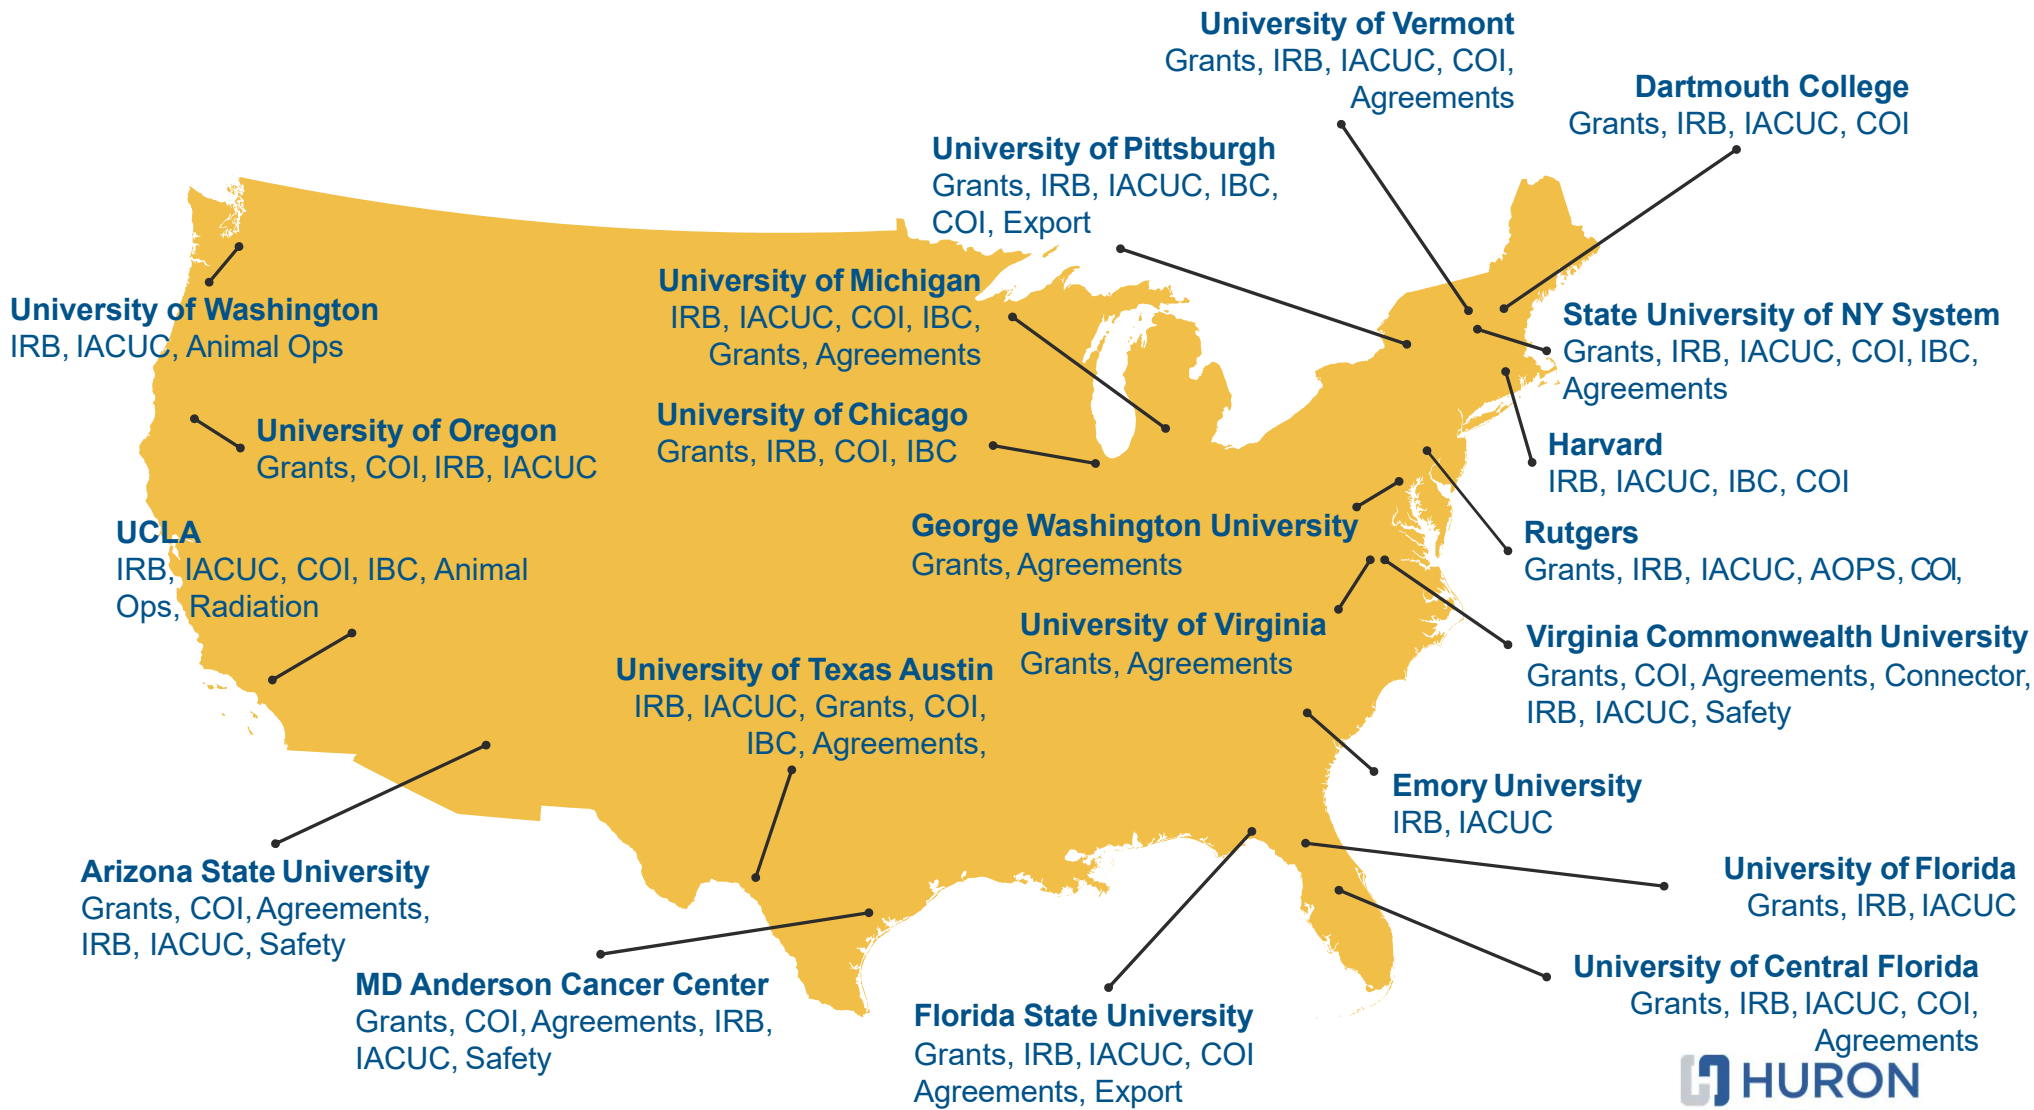 University of Vermont
Grants, IRB, IACUC, COI,
Agreements
Dartmouth College
Grants, IRB, IACUC, COI
University of Pittsburgh
Grants, IRB, IACUC, IBC,
COI, Export
University of Washington
IRB, IACUC, Animal Ops
University of Michigan
IRB, IACUC, COI, IBC,
Grants, Agreements
State University of NY System
Grants, IRB, IACUC, COI, IBC,
Agreements
University of Oregon
Grants, COI, IRB, IACUC
University of Chicago
Grants, IRB, COI, IBC
Harvard
IRB, IACUC, IBC, COI
UCLA
IRB, IACUC, COI, IBC, Animal
Ops, Radiation
George Washington University
Grants, Agreements
Rutgers
Grants, IRB, IACUC, AOPS, COI,
University of Virginia
Grants, Agreements
Virginia Commonwealth University
Grants, COI, Agreements, Connector,
IRB, IACUC, Safety
University of Texas Austin
IRB, IACUC, Grants, COI,
IBC, Agreements,
Emory University
IRB, IACUC
Arizona State University
Grants, COI, Agreements,
IRB, IACUC, Safety
University of Florida
Grants, IRB, IACUC
MD Anderson Cancer Center
Grants, COI, Agreements, IRB,
IACUC, Safety
Florida State University
Grants, IRB, IACUC, COI
Agreements, Export
University of Central Florida
Grants, IRB, IACUC, COI,
Agreements
HURON